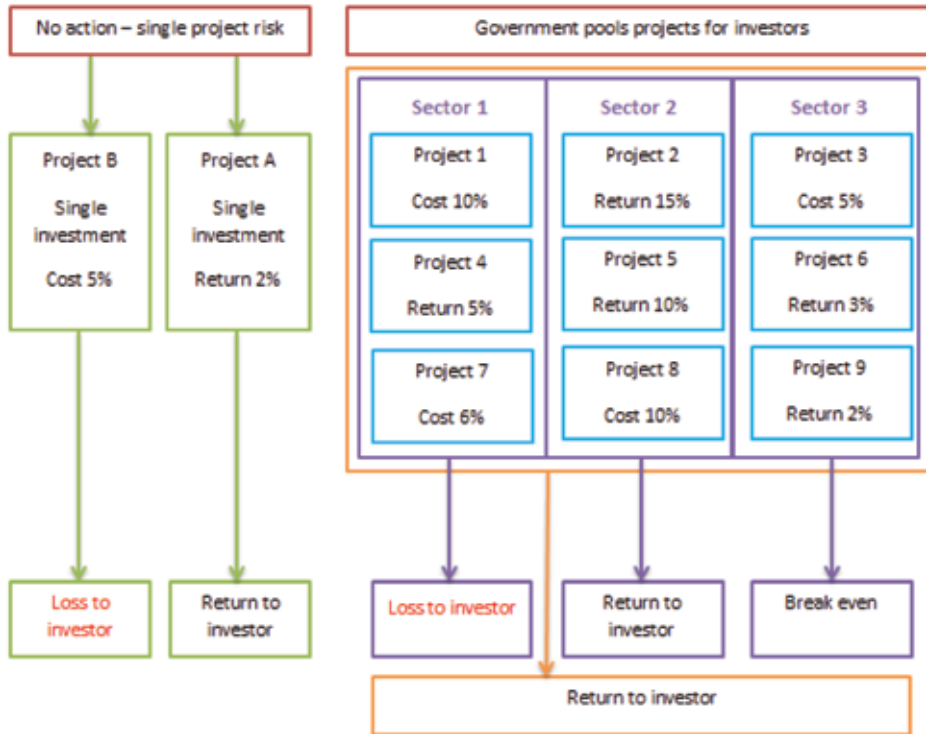 No action – single project risk
Government pools projects for investors
Project B
Single
investment
Cost 5%
Project A
Single
investment
Return 2%
Sector 1
Sector 2
Sector 3
Project 1
Cost 10%
Project 2
Return 15%
Project 3
Cost 5%
Project 4
Return 5%
Project 5
Return 10%
Project 6
Return 3%
Project 7
Cost 6%
Project 8
Cost 10%
Project 9
Return 2%
Loss to
investor
Return to
investor
Loss to investor
Return to
investor
Break even
Return to investor